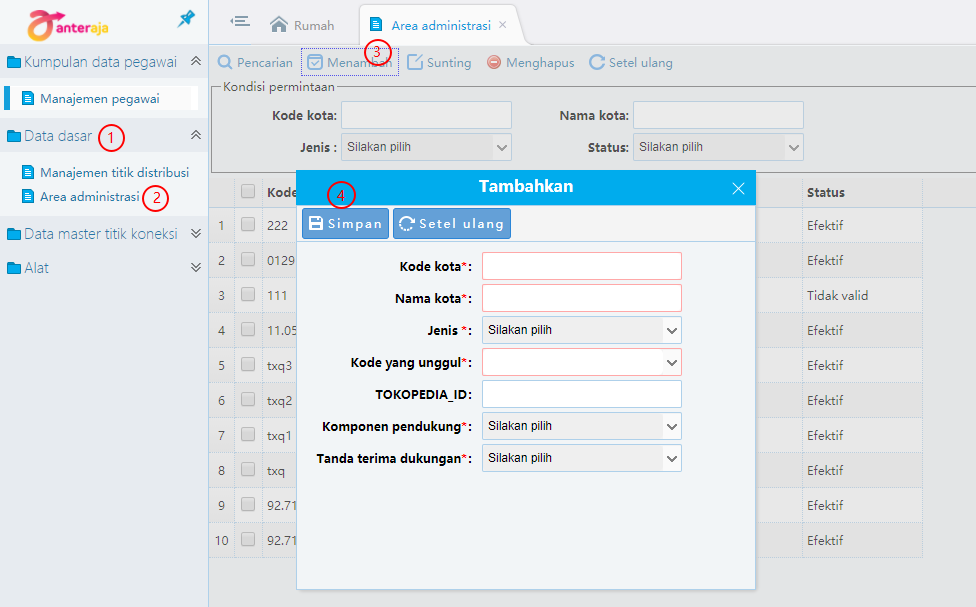 anteraja
Kumpulan data pegawai
Manajemen pegawai
Data dasar 1
Manajemen titik distribusi
Area administrasi 2
Data master titik koneksi
Alat
Rumah
Area administrasi
3
Pencarian Menambah Sunting Menghapus Setel ulang
Kondisi permintaan
Kode kota: Nama kota:
Jenis : Silakan pilih Status: Silakan pilih
Kode Status
1 222 Efektif
2 0129 Efektif
3 111 Tidak valid
4 11.05 Efektif
5 txq3 Efektif
6 txq2 Efektif
7 txq1 Efektif
8 txq Efektif
9 92.71 Efektif
10 92.71 Efektif
Tambahkan
4
Simpan Setel ulang
Kode kota*:
Nama kota*:
Jenis *: Silakan pilih
Kode yang unggul*:
TOKOPEDIA_ID:
Komponen pendukung*: Silakan pilih
Tanda terima dukungan*: Silakan pilih